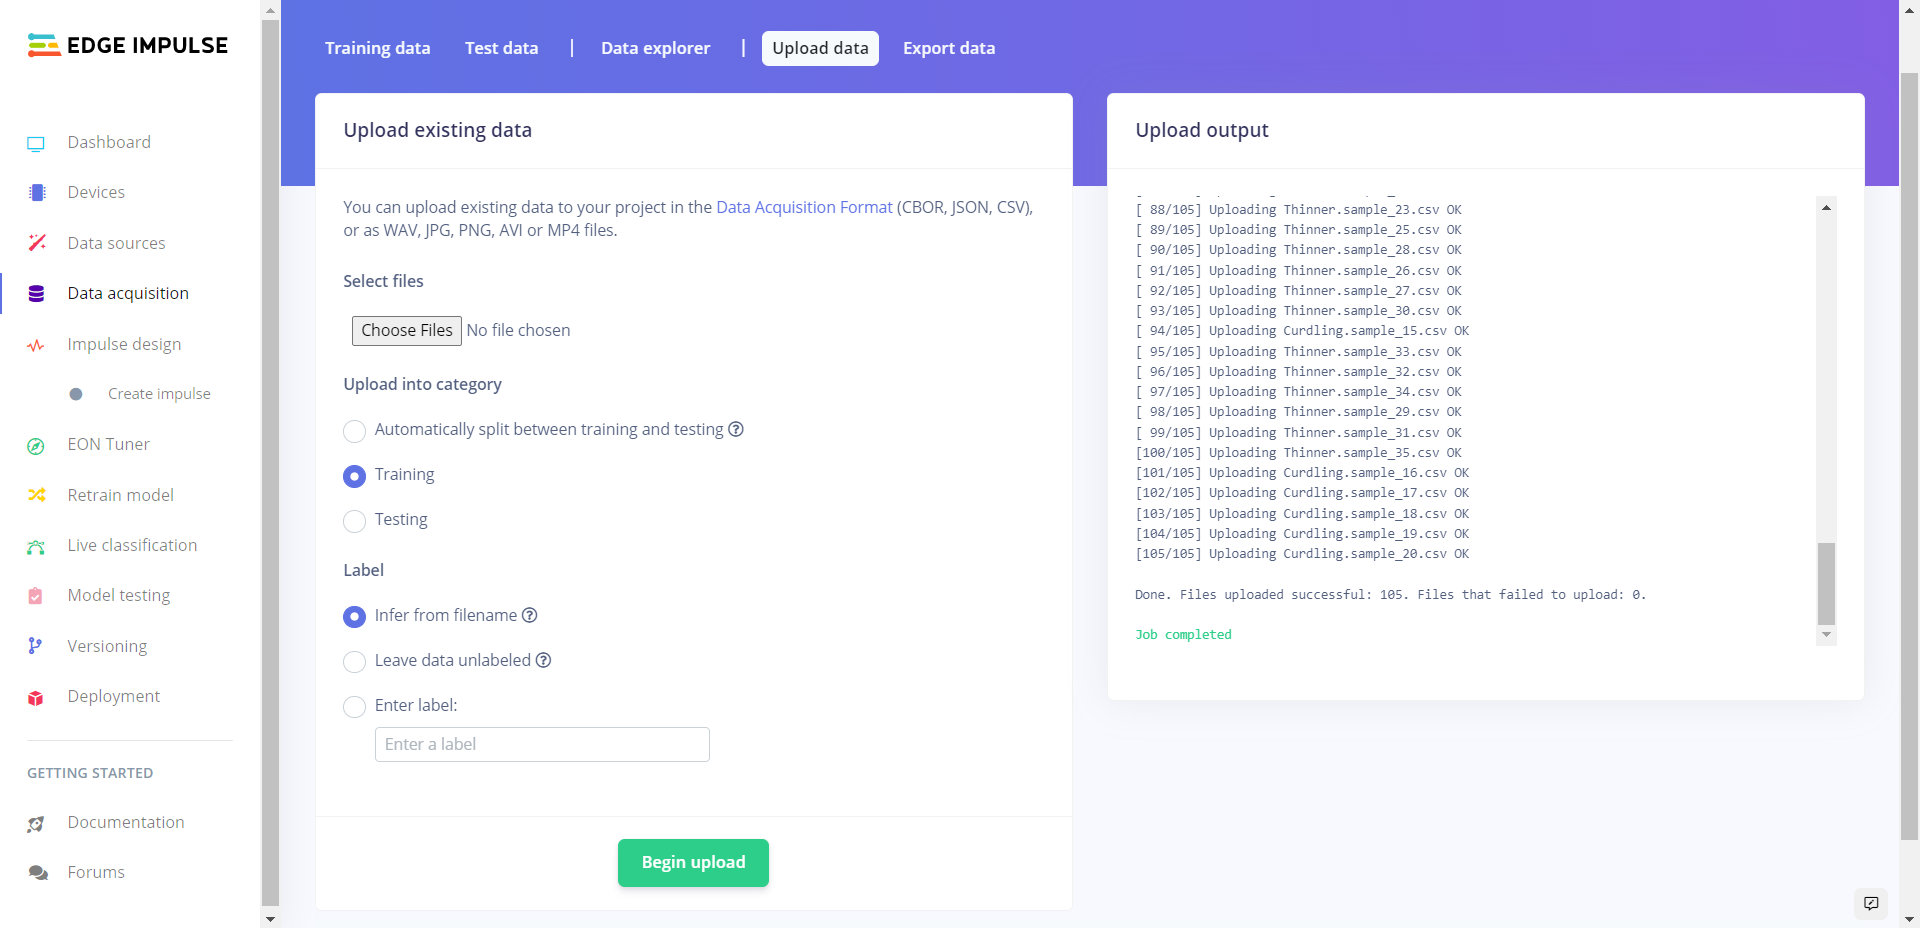 EDGE IMPULSE
Dashboard
Devices
Data sources
Data acquisition
Impulse design
Create impulse
EON Tuner
Retrain model
Live classification
Model testing
Versioning
Deployment
GETTING STARTED
Documentation
Forums
Training data Test data | Data explorer | Upload data Export data
Upload existing data
You can upload existing data to your project in the Data Acquisition Format (CBOR, JSON, CSV),
or as WAV, JPG, PNG, AVI or MP4 files.
Select files
Choose Files No file chosen
Upload into category
Automatically split between training and testing ?
Training
Testing
Label
Infer from filename ?
Leave data unlabeled ?
Enter label:
Enter a label
Begin upload
Upload output
[ 88/105] Uploading Thinner.sample_23.csv OK
[ 89/105] Uploading Thinner.sample_25.csv OK
[ 90/105] Uploading Thinner.sample_28.csv OK
[ 91/105] Uploading Thinner.sample_26.csv OK
[ 92/105] Uploading Thinner.sample_27.csv OK
[ 93/105] Uploading Thinner.sample_30.csv OK
[ 94/105] Uploading Curdling.sample_15.csv OK
[ 95/105] Uploading Thinner.sample_33.csv OK
[ 96/105] Uploading Thinner.sample_32.csv OK
[ 97/105] Uploading Thinner.sample_34.csv OK
[ 98/105] Uploading Thinner.sample_29.csv OK
[ 99/105] Uploading Thinner.sample_31.csv OK
[100/105] Uploading Thinner.sample_35.csv OK
[101/105] Uploading Curdling.sample_16.csv OK
[102/105] Uploading Curdling.sample_17.csv OK
[103/105] Uploading Curdling.sample_18.csv OK
[104/105] Uploading Curdling.sample_19.csv OK
[105/105] Uploading Curdling.sample_20.csv OK
Done. Files uploaded successful: 105. Files that failed to upload: 0.
Job completed